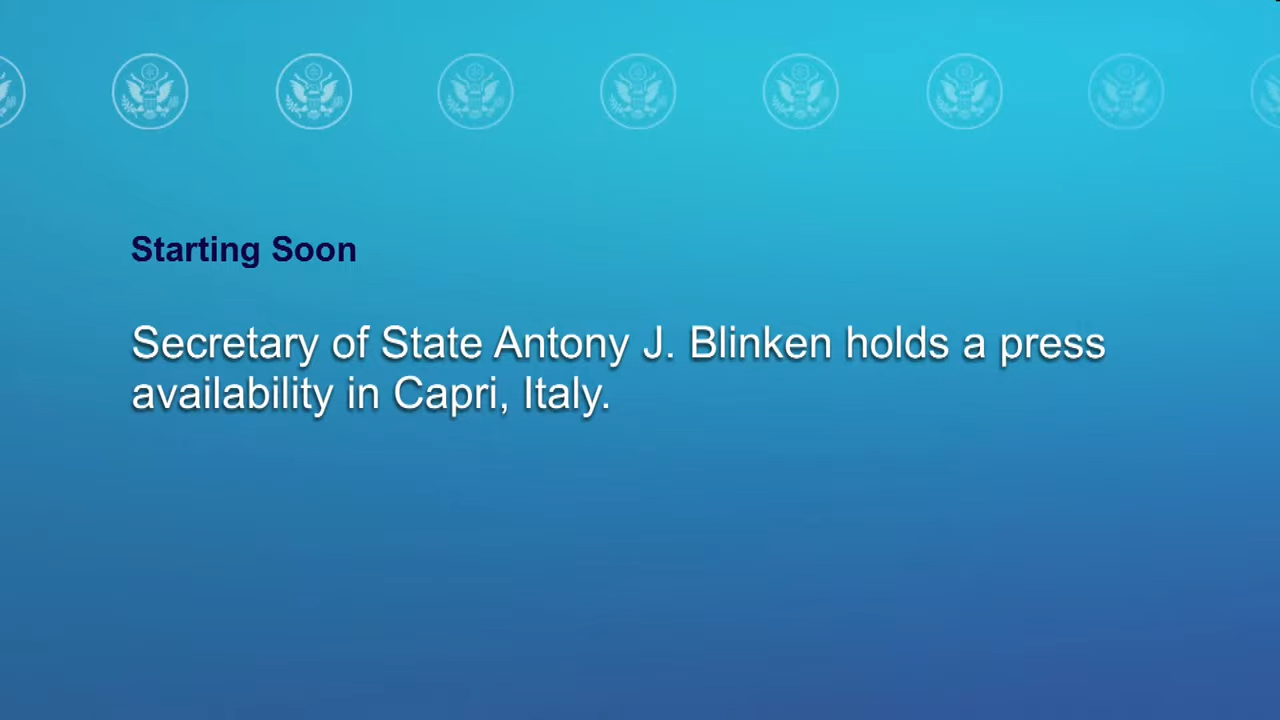 Starting Soon
Secretary of State Antony J. Blinken holds a press
availability in Capri, Italy.